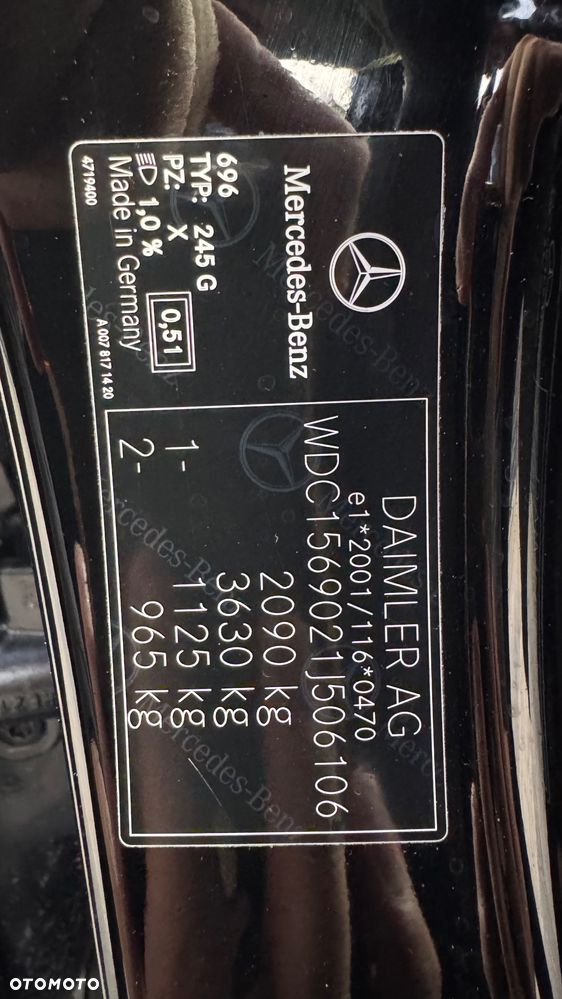 Mercedes-Benz
696
TYP: 245 G
PZ: X
1,0 %
0,51
Made in Germany
4719400
A 007 817 14 20
DAIMLER AG
e1*2001/116*0470
WDC1569021J506106
2090 kg
3630 kg
1- 1125 kg
2- 965 kg
OTOMOTO